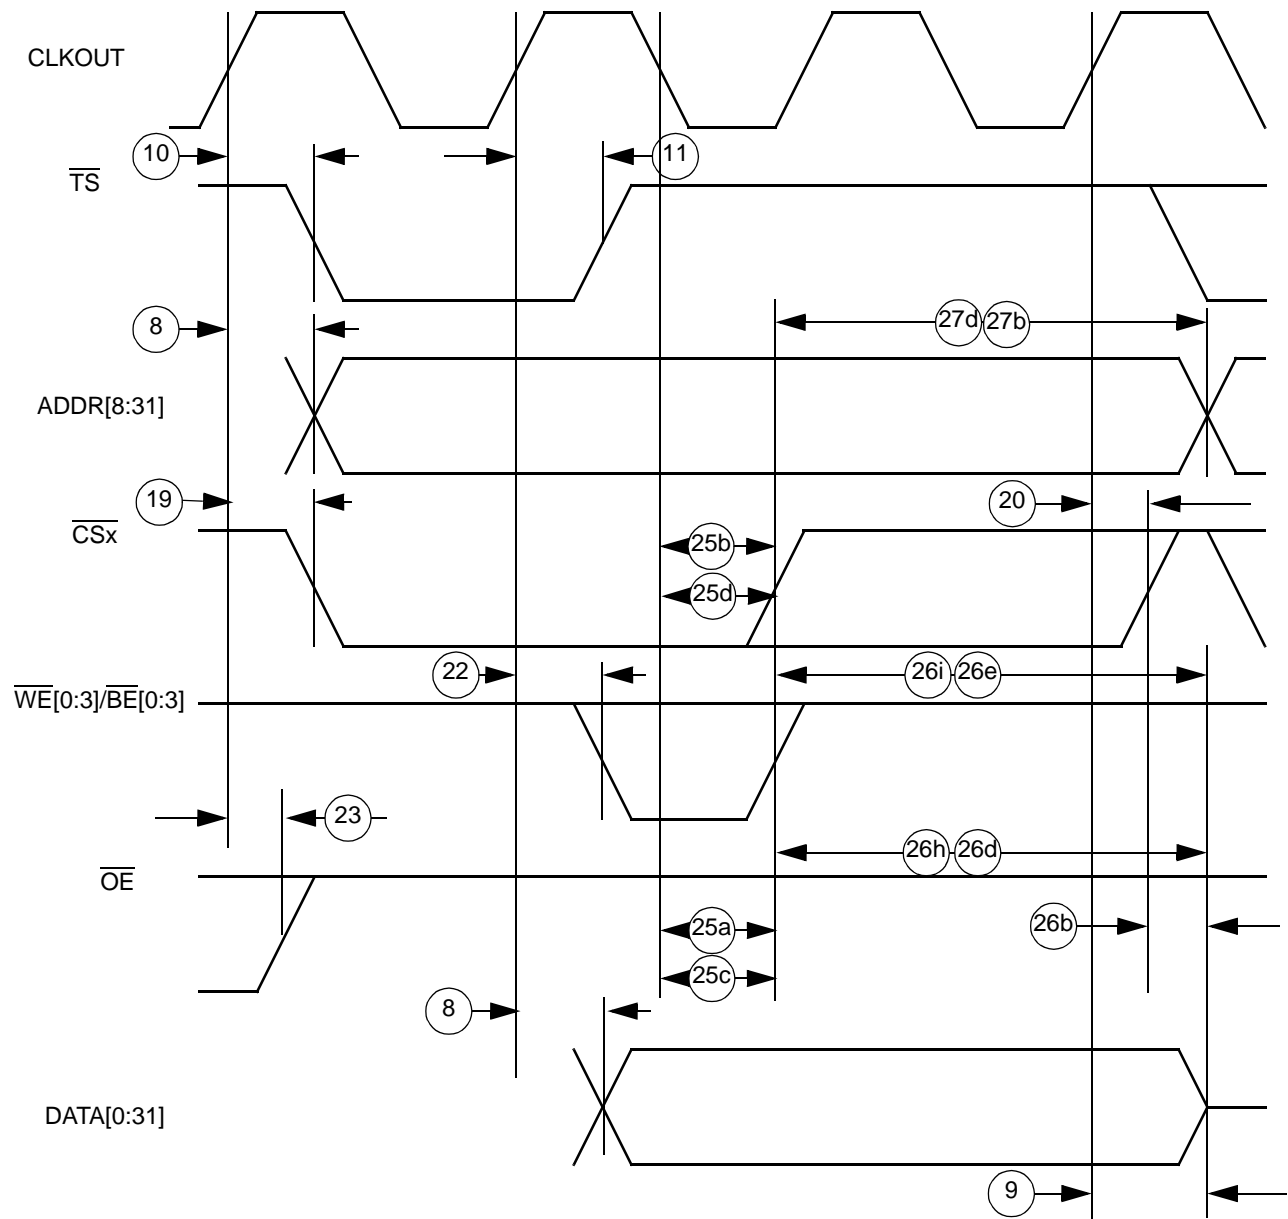 CLKOUT
10
11
TS
8
27d 27b
ADDR[8:31]
19
20
CSx
25b
25d
22
26i 26e
WE[0:3]/BE[0:3]
23
26h 26d
OE
25a
26b
25c
8
DATA[0:31]
9